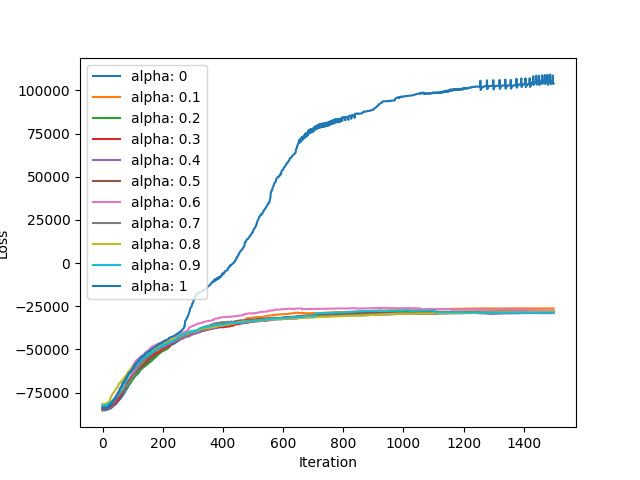 alpha: 0
alpha: 0.1
alpha: 0.2
alpha: 0.3
alpha: 0.4
alpha: 0.5
alpha: 0.6
alpha: 0.7
alpha: 0.8
alpha: 0.9
alpha: 1
100000
75000
50000
25000
0
−25000
−50000
−75000
Loss
0 200 400 600 800 1000 1200 1400
Iteration